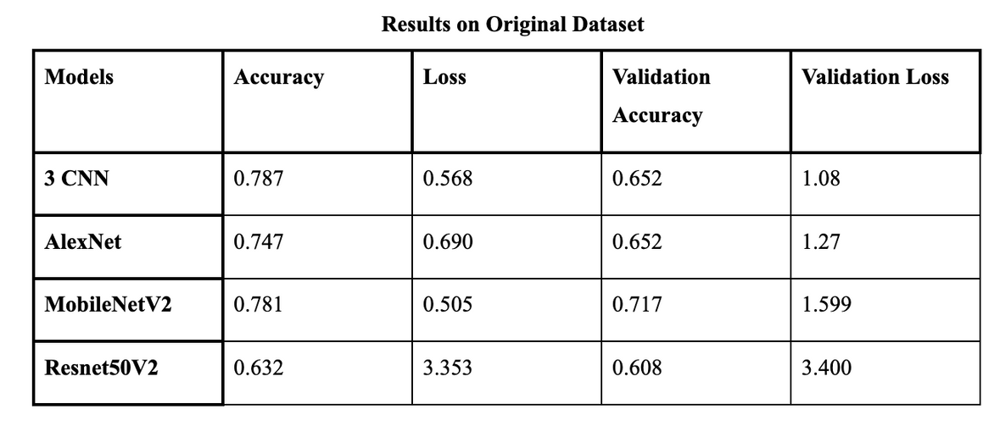 Results on Original Dataset
Models Accuracy Loss Validation Accuracy Validation Loss
3 CNN 0.787 0.568 0.652 1.08
AlexNet 0.747 0.690 0.652 1.27
MobileNetV2 0.781 0.505 0.717 1.599
Resnet50V2 0.632 3.353 0.608 3.400